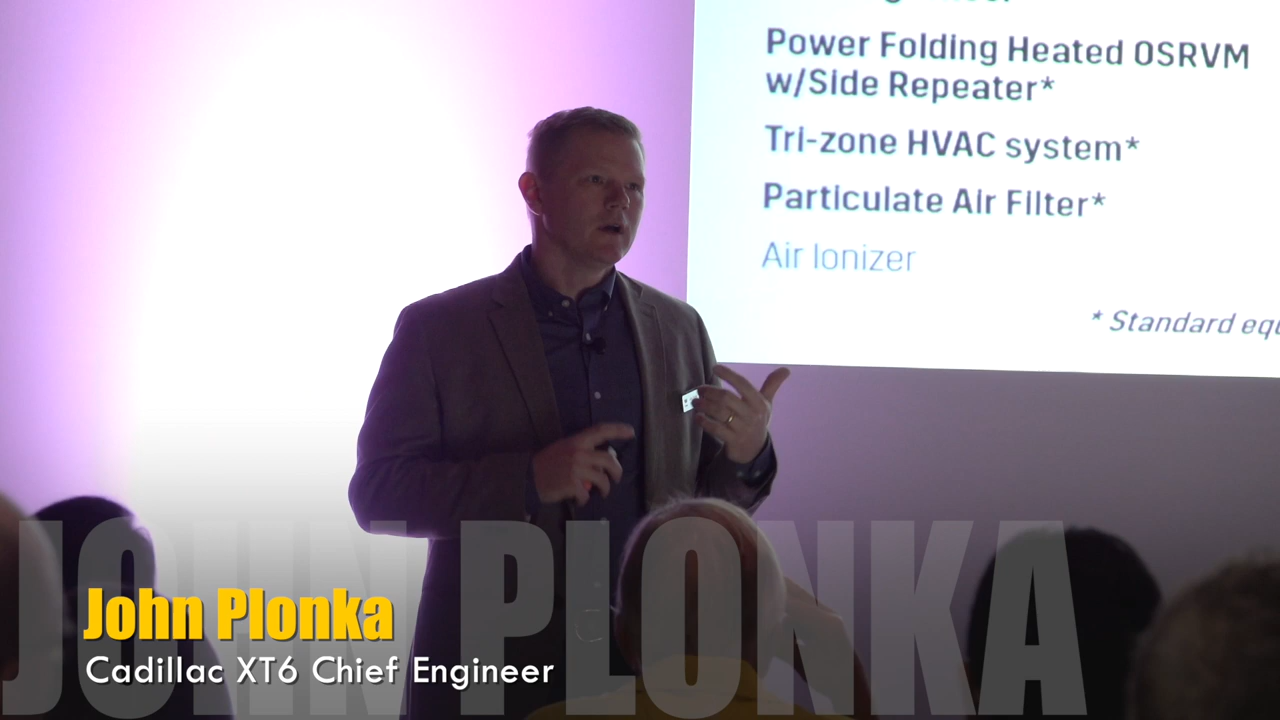 Power Folding Heated OSRVM
w/Side Repeater*
Tri-zone HVAC system*
Particulate Air Filter*
Air Ionizer
* Standard
JOHN PLONKA
John Plonka
Cadillac XT6 Chief Engineer